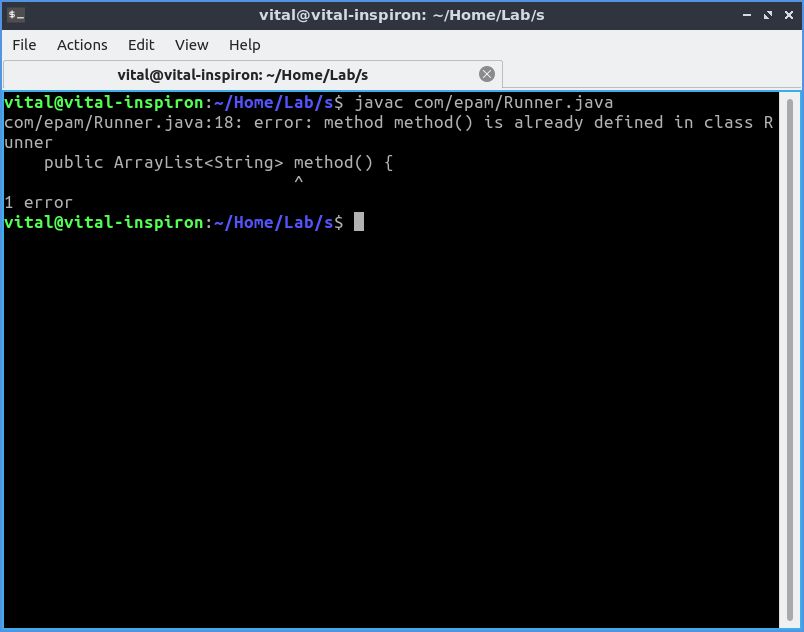 vital@vital-inspiron: ~/Home/Lab/s
File Actions Edit View Help
vital@vital-inspiron: ~/Home/Lab/s
vital@vital-inspiron:~/Home/Lab/s$ javac com/epam/Runner.java
com/epam/Runner.java:18: error: method method() is already defined in class R
unner
    public ArrayList<String> method() {
                             ^
1 error
vital@vital-inspiron:~/Home/Lab/s$